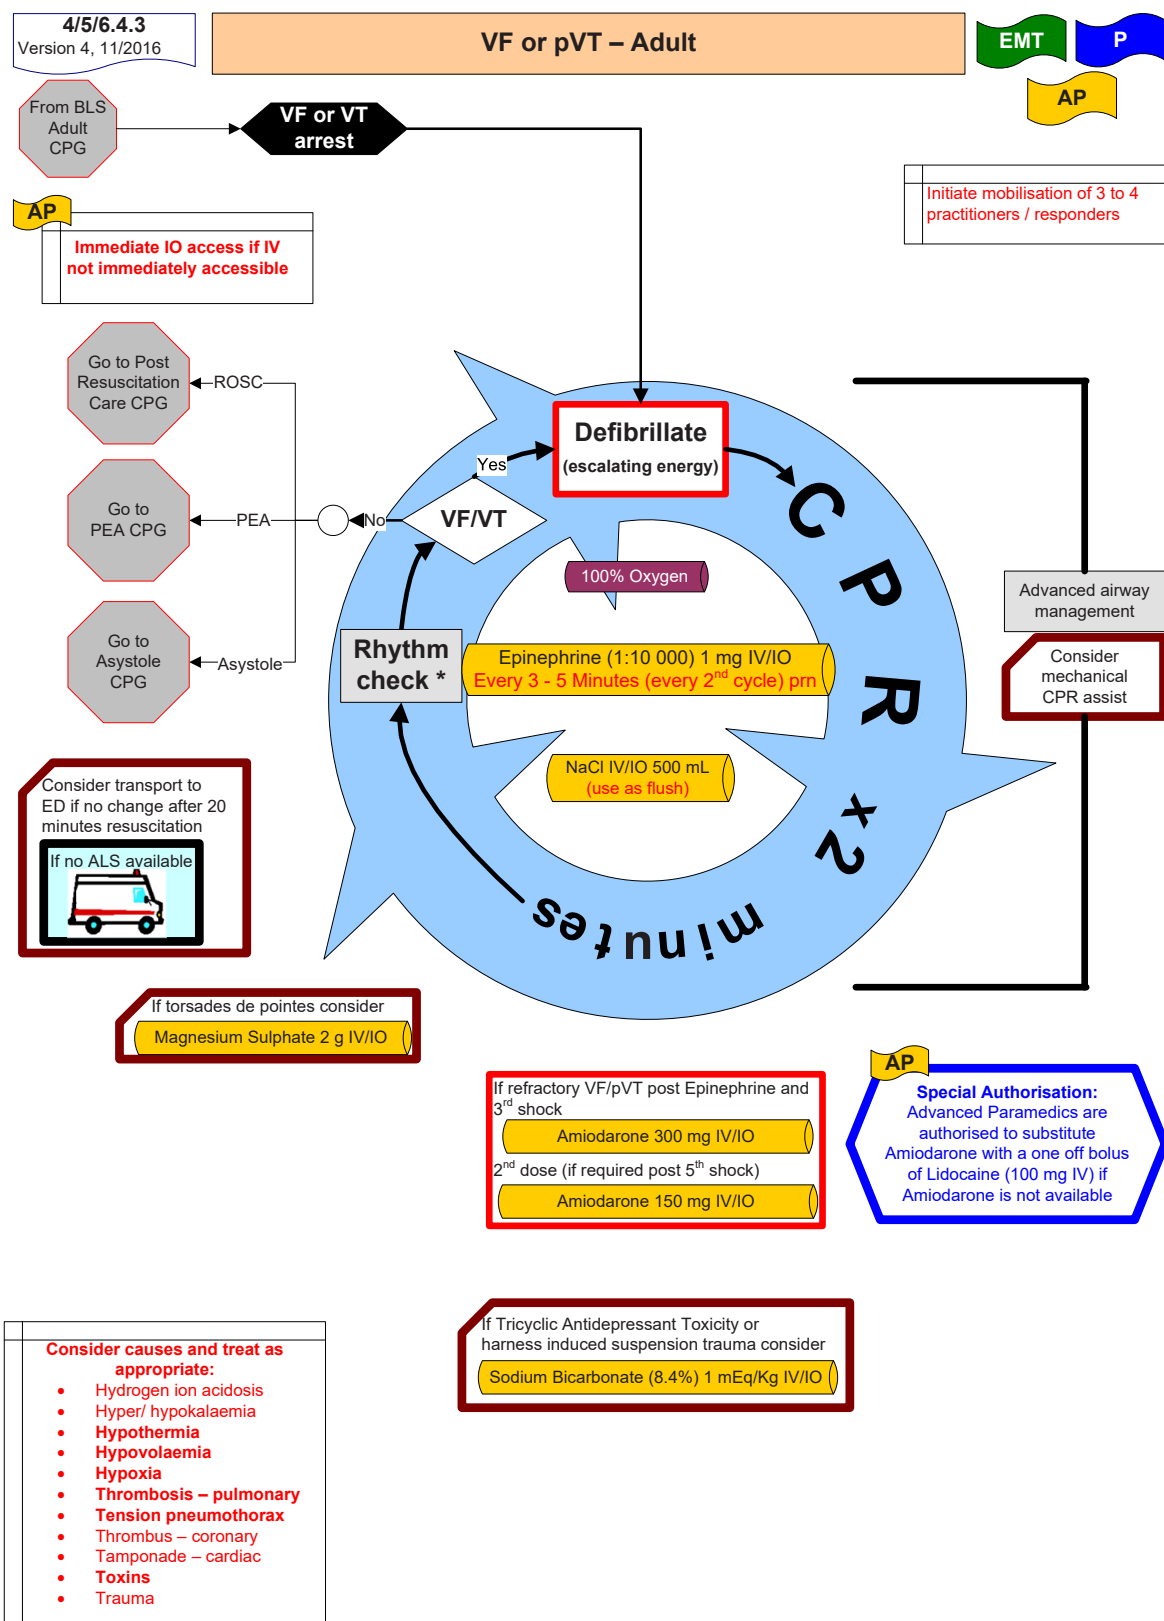 4/5/6.4.3
Version 4, 11/2016
VF or pVT – Adult
EMT
P
AP
From BLS
Adult
CPG
VF or VT
arrest
Initiate mobilisation of 3 to 4
practitioners / responders
AP
Immediate IO access if IV
not immediately accessible
Go to Post
Resuscitation
Care CPG
ROSC
Go to
PEA CPG
PEA
No
Go to
Asystole
CPG
Asystole
VF/VT
Yes
Defibrillate
(escalating energy)
CPR x2 minutes
100% Oxygen
Rhythm
check *
Epinephrine (1:10 000) 1 mg IV/IO
Every 3 - 5 Minutes (every 2nd cycle) prn
NaCl IV/IO 500 mL
(use as flush)
Advanced airway
management
Consider
mechanical
CPR assist
Consider transport to
ED if no change after 20
minutes resuscitation
If no ALS available
If torsades de pointes consider
Magnesium Sulphate 2 g IV/IO
If refractory VF/pVT post Epinephrine and
3rd shock
Amiodarone 300 mg IV/IO
2nd dose (if required post 5th shock)
Amiodarone 150 mg IV/IO
AP
Special Authorisation:
Advanced Paramedics are
authorised to substitute
Amiodarone with a one off bolus
of Lidocaine (100 mg IV) if
Amiodarone is not available
If Tricyclic Antidepressant Toxicity or
harness induced suspension trauma consider
Sodium Bicarbonate (8.4%) 1 mEq/Kg IV/IO
Consider causes and treat as
appropriate:
• Hydrogen ion acidosis
• Hyper/ hypokalaemia
• Hypothermia
• Hypovolaemia
• Hypoxia
• Thrombosis – pulmonary
• Tension pneumothorax
• Thrombus – coronary
• Tamponade – cardiac
• Toxins
• Trauma